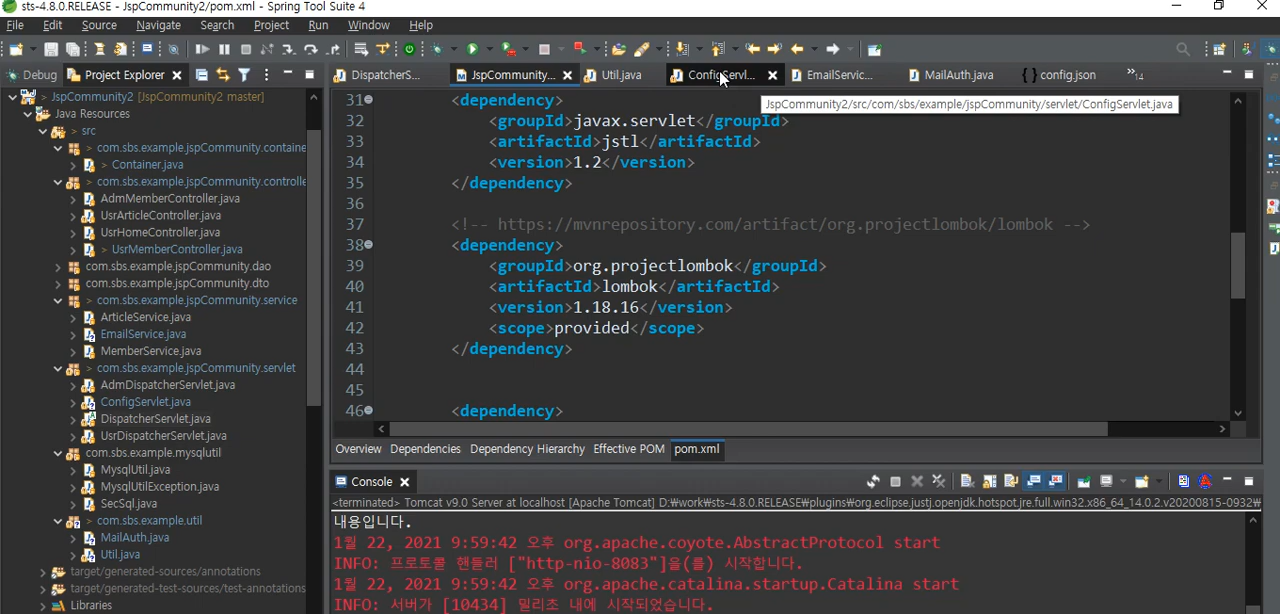 sts-4.8.0.RELEASE - JspCommunity2/pom.xml - Spring Tool Suite 4
File Edit Source Navigate Search Project Run Window Help
Debug Project Explorer
DispatcherS... JspCommunity... Util.java ConfigServl... EmailServic... MailAuth.java { } config.json »14
JspCommunity2/src/com/sbs/example/jspCommunity/servlet/ConfigServlet.java
> JspCommunity2 [JspCommunity2 master]
Java Resources
> src
> com.sbs.example.jspCommunity.containe
> Container.java
com.sbs.example.jspCommunity.controlle
AdmMemberController.java
UsrArticleController.java
UsrHomeController.java
> UsrMemberController.java
com.sbs.example.jspCommunity.dao
com.sbs.example.jspCommunity.dto
> com.sbs.example.jspCommunity.service
ArticleService.java
EmailService.java
MemberService.java
> com.sbs.example.jspCommunity.servlet
AdmDispatcherServlet.java
ConfigServlet.java
DispatcherServlet.java
UsrDispatcherServlet.java
com.sbs.example.mysqlutil
MysqlUtil.java
MysqlUtilException.java
SecSql.java
> com.sbs.example.util
MailAuth.java
Util.java
target/generated-sources/annotations
target/generated-test-sources/test-annotations
Libraries
31 <dependency>
32 <groupId>javax.servlet</groupId>
33 <artifactId>jstl</artifactId>
34 <version>1.2</version>
35 </dependency>
36
37 <!-- https://mvnrepository.com/artifact/org.projectlombok/lombok -->
38 <dependency>
39 <groupId>org.projectlombok</groupId>
40 <artifactId>lombok</artifactId>
41 <version>1.18.16</version>
42 <scope>provided</scope>
43 </dependency>
44
45
46 <dependency>
Overview Dependencies Dependency Hierarchy Effective POM pom.xml
Console
<terminated> Tomcat v9.0 Server at localhost [Apache Tomcat] D:₩work₩sts-4.8.0.RELEASE₩plugins₩org.eclipse.justj.openjdk.hotspot.jre.full.win32.x86_64_14.0.2.v20200815-0932₩
내용입니다.
1월 22, 2021 9:59:42 오후 org.apache.coyote.AbstractProtocol start
INFO: 프로토콜 핸들러 ["http-nio-8083"]을(를) 시작합니다.
1월 22, 2021 9:59:42 오후 org.apache.catalina.startup.Catalina start
INFO: 서버가 [10434] 밀리초 내에 시작되었습니다.